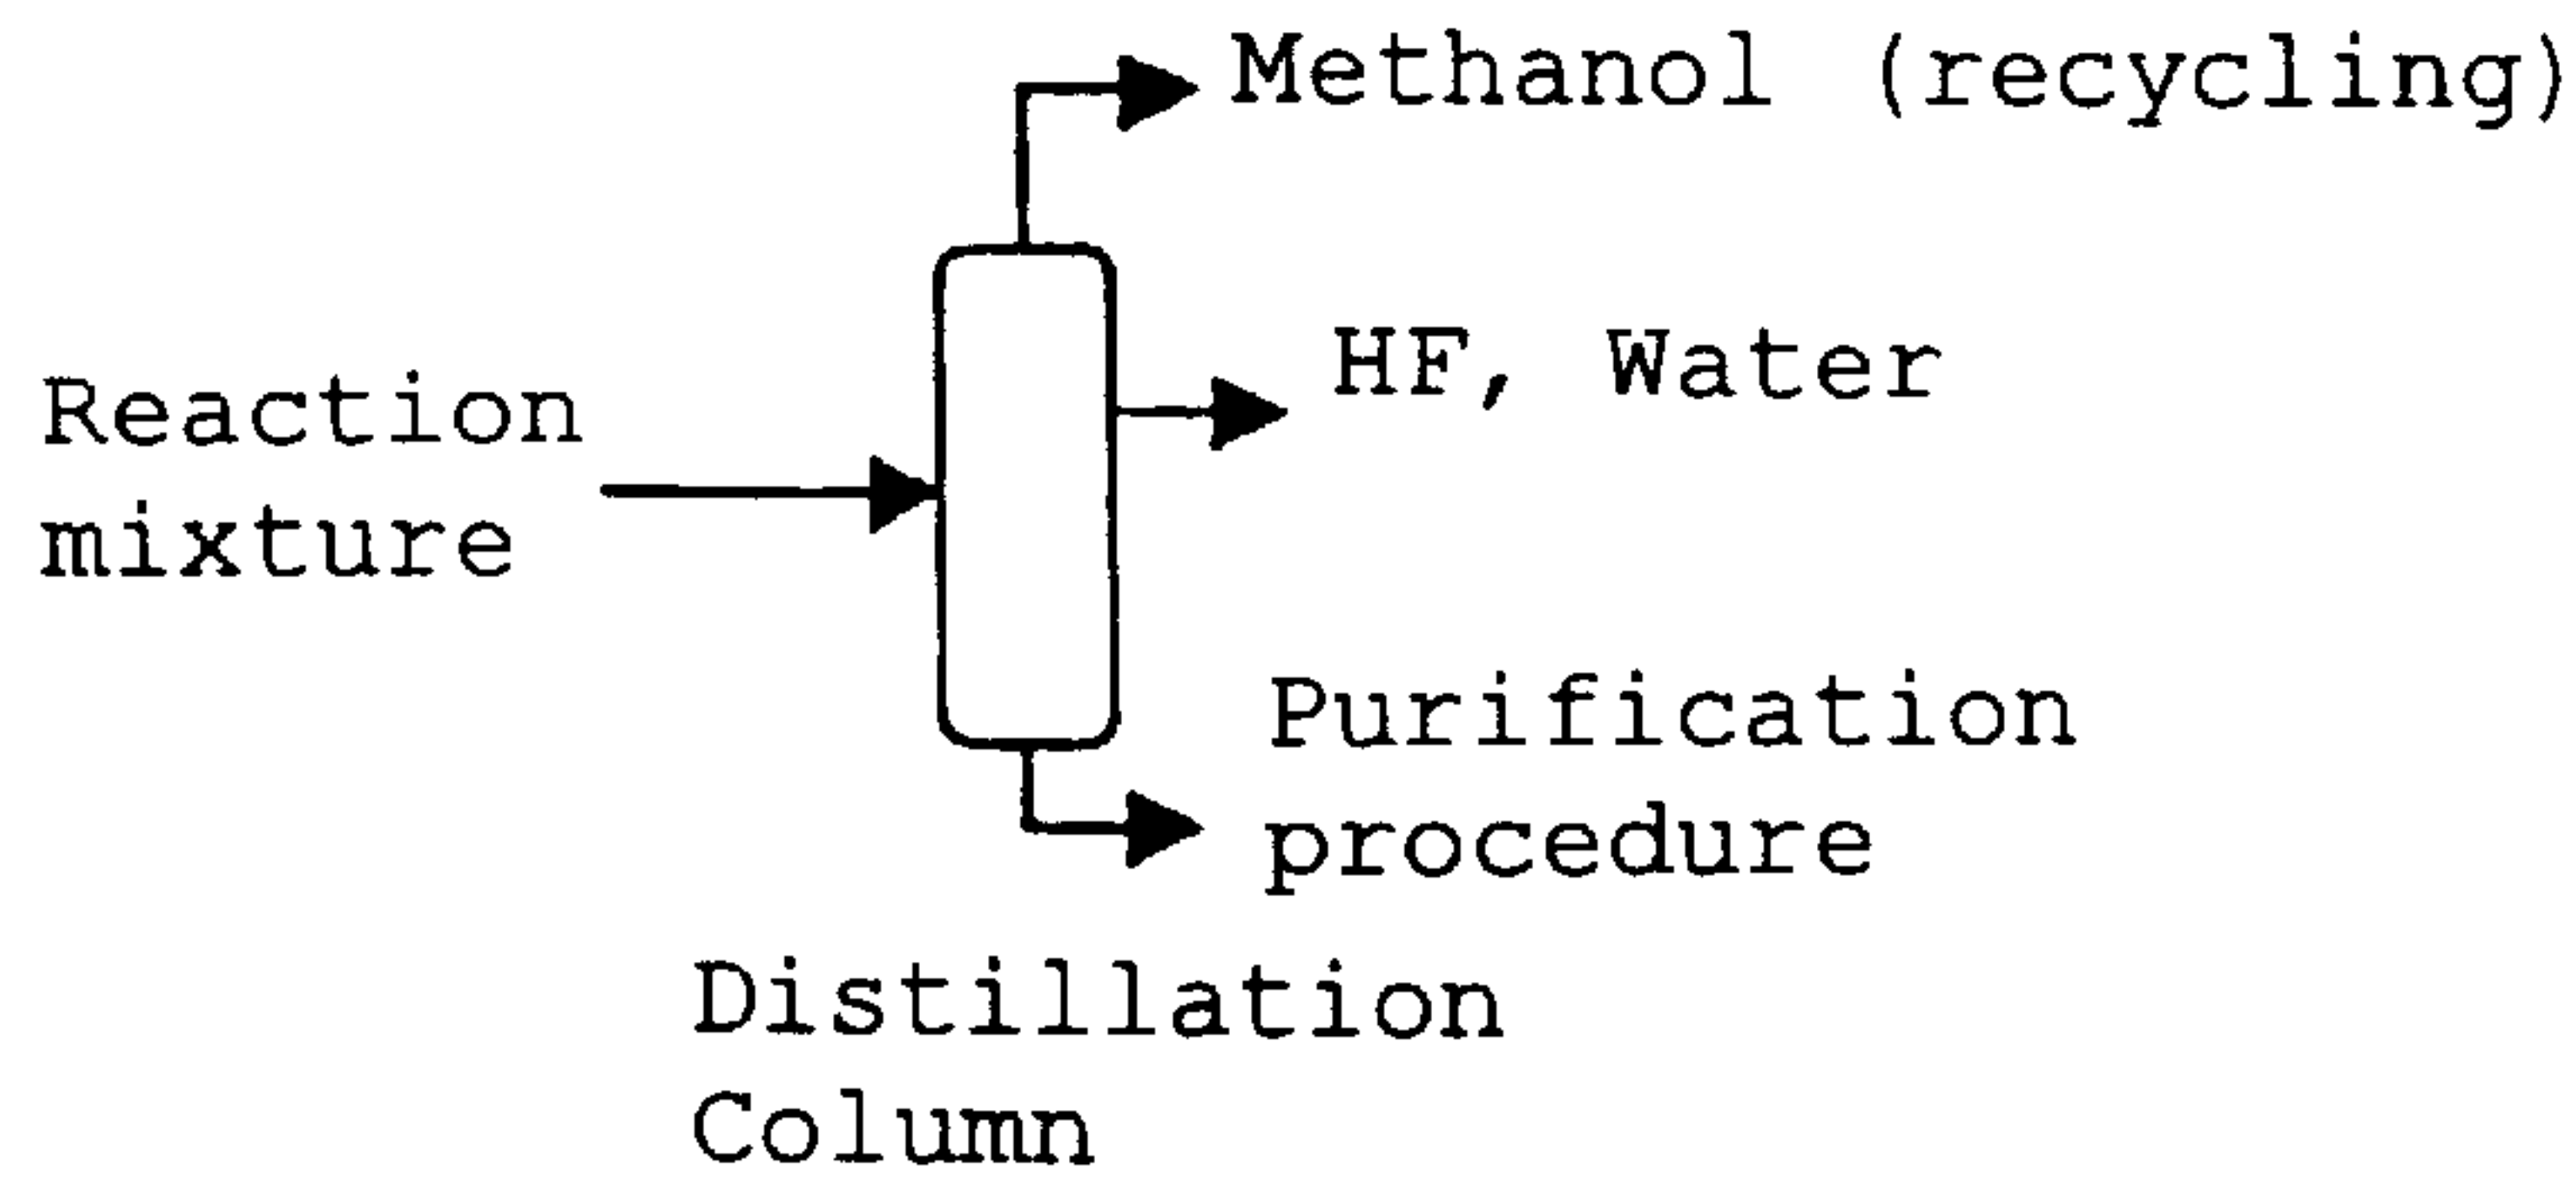 Methanol (recycling)
HF, Water
Reaction
mixture
Purification
procedure
Distillation
Column